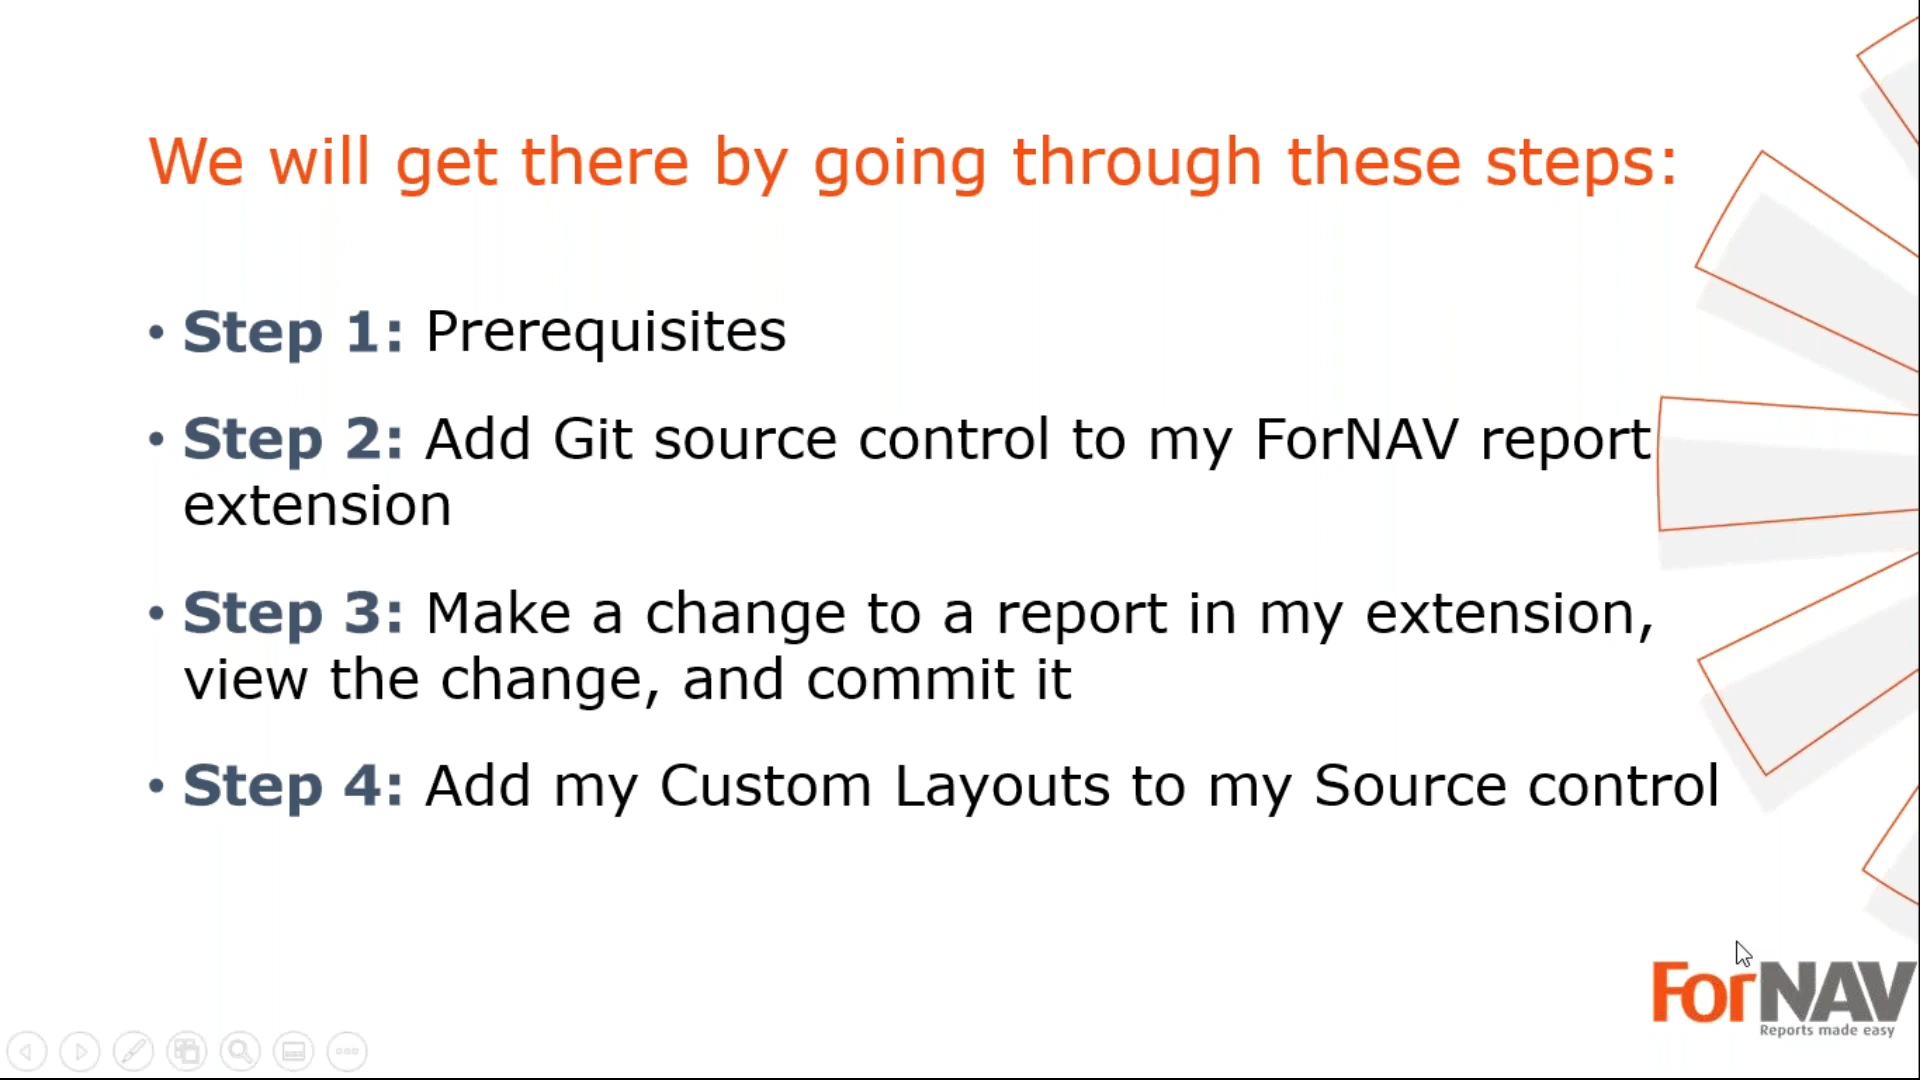 We will get there by going through these steps:
• Step 1: Prerequisites
• Step 2: Add Git source control to my ForNAV report
extension
• Step 3: Make a change to a report in my extension,
view the change, and commit it
• Step 4: Add my Custom Layouts to my Source control
ForNAV
Reports made easy